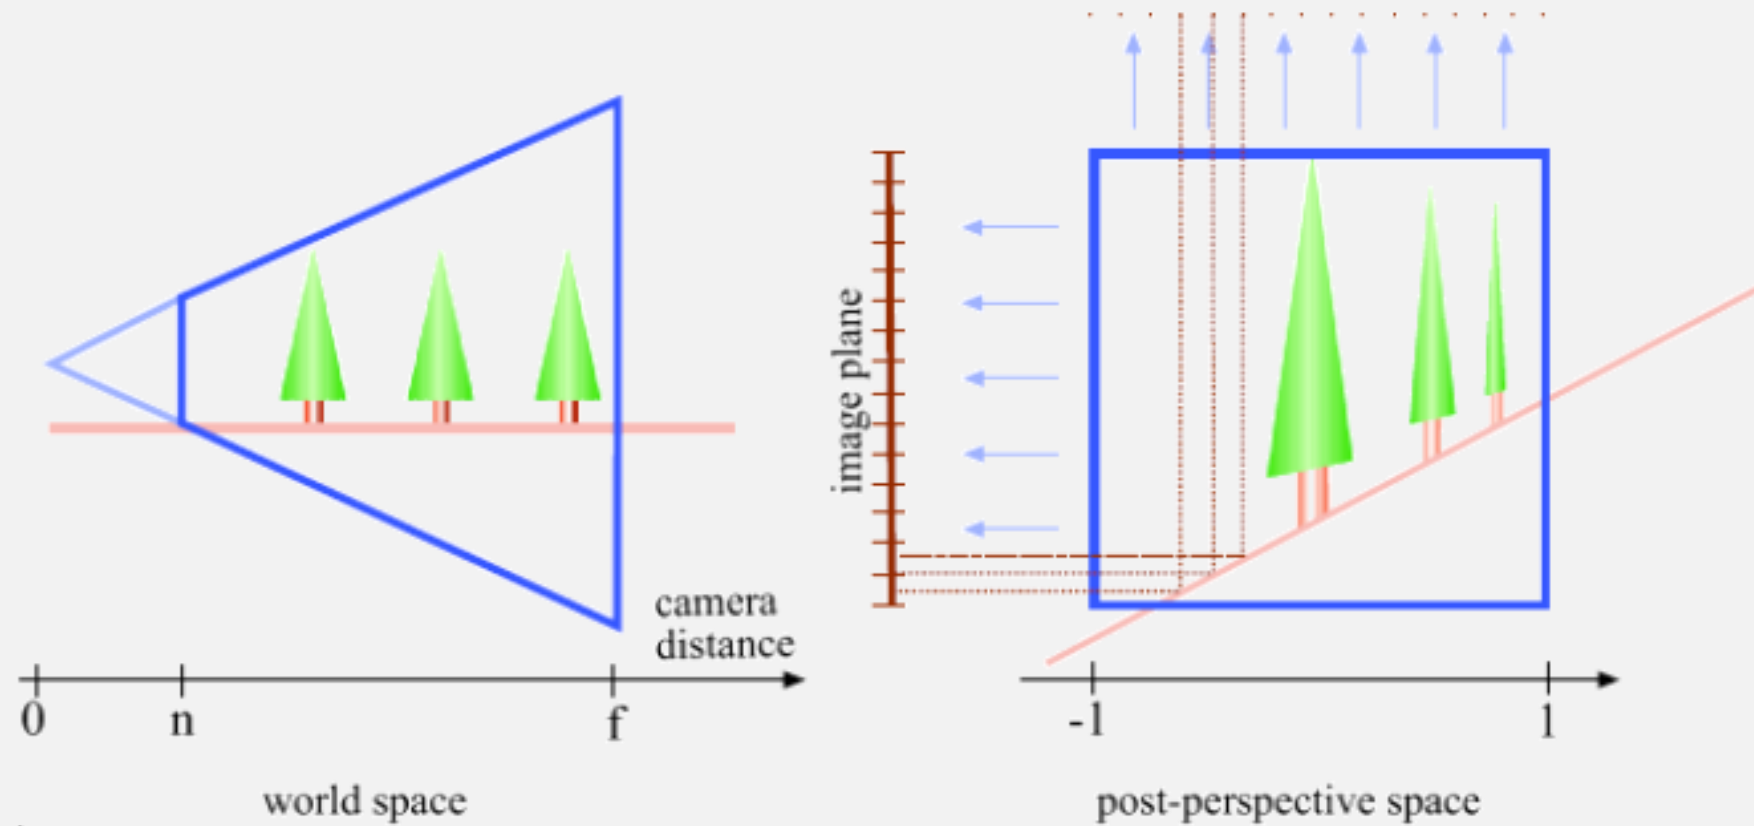 image plane
camera
distance
0
n
f
-1
1
world space
post-perspective space